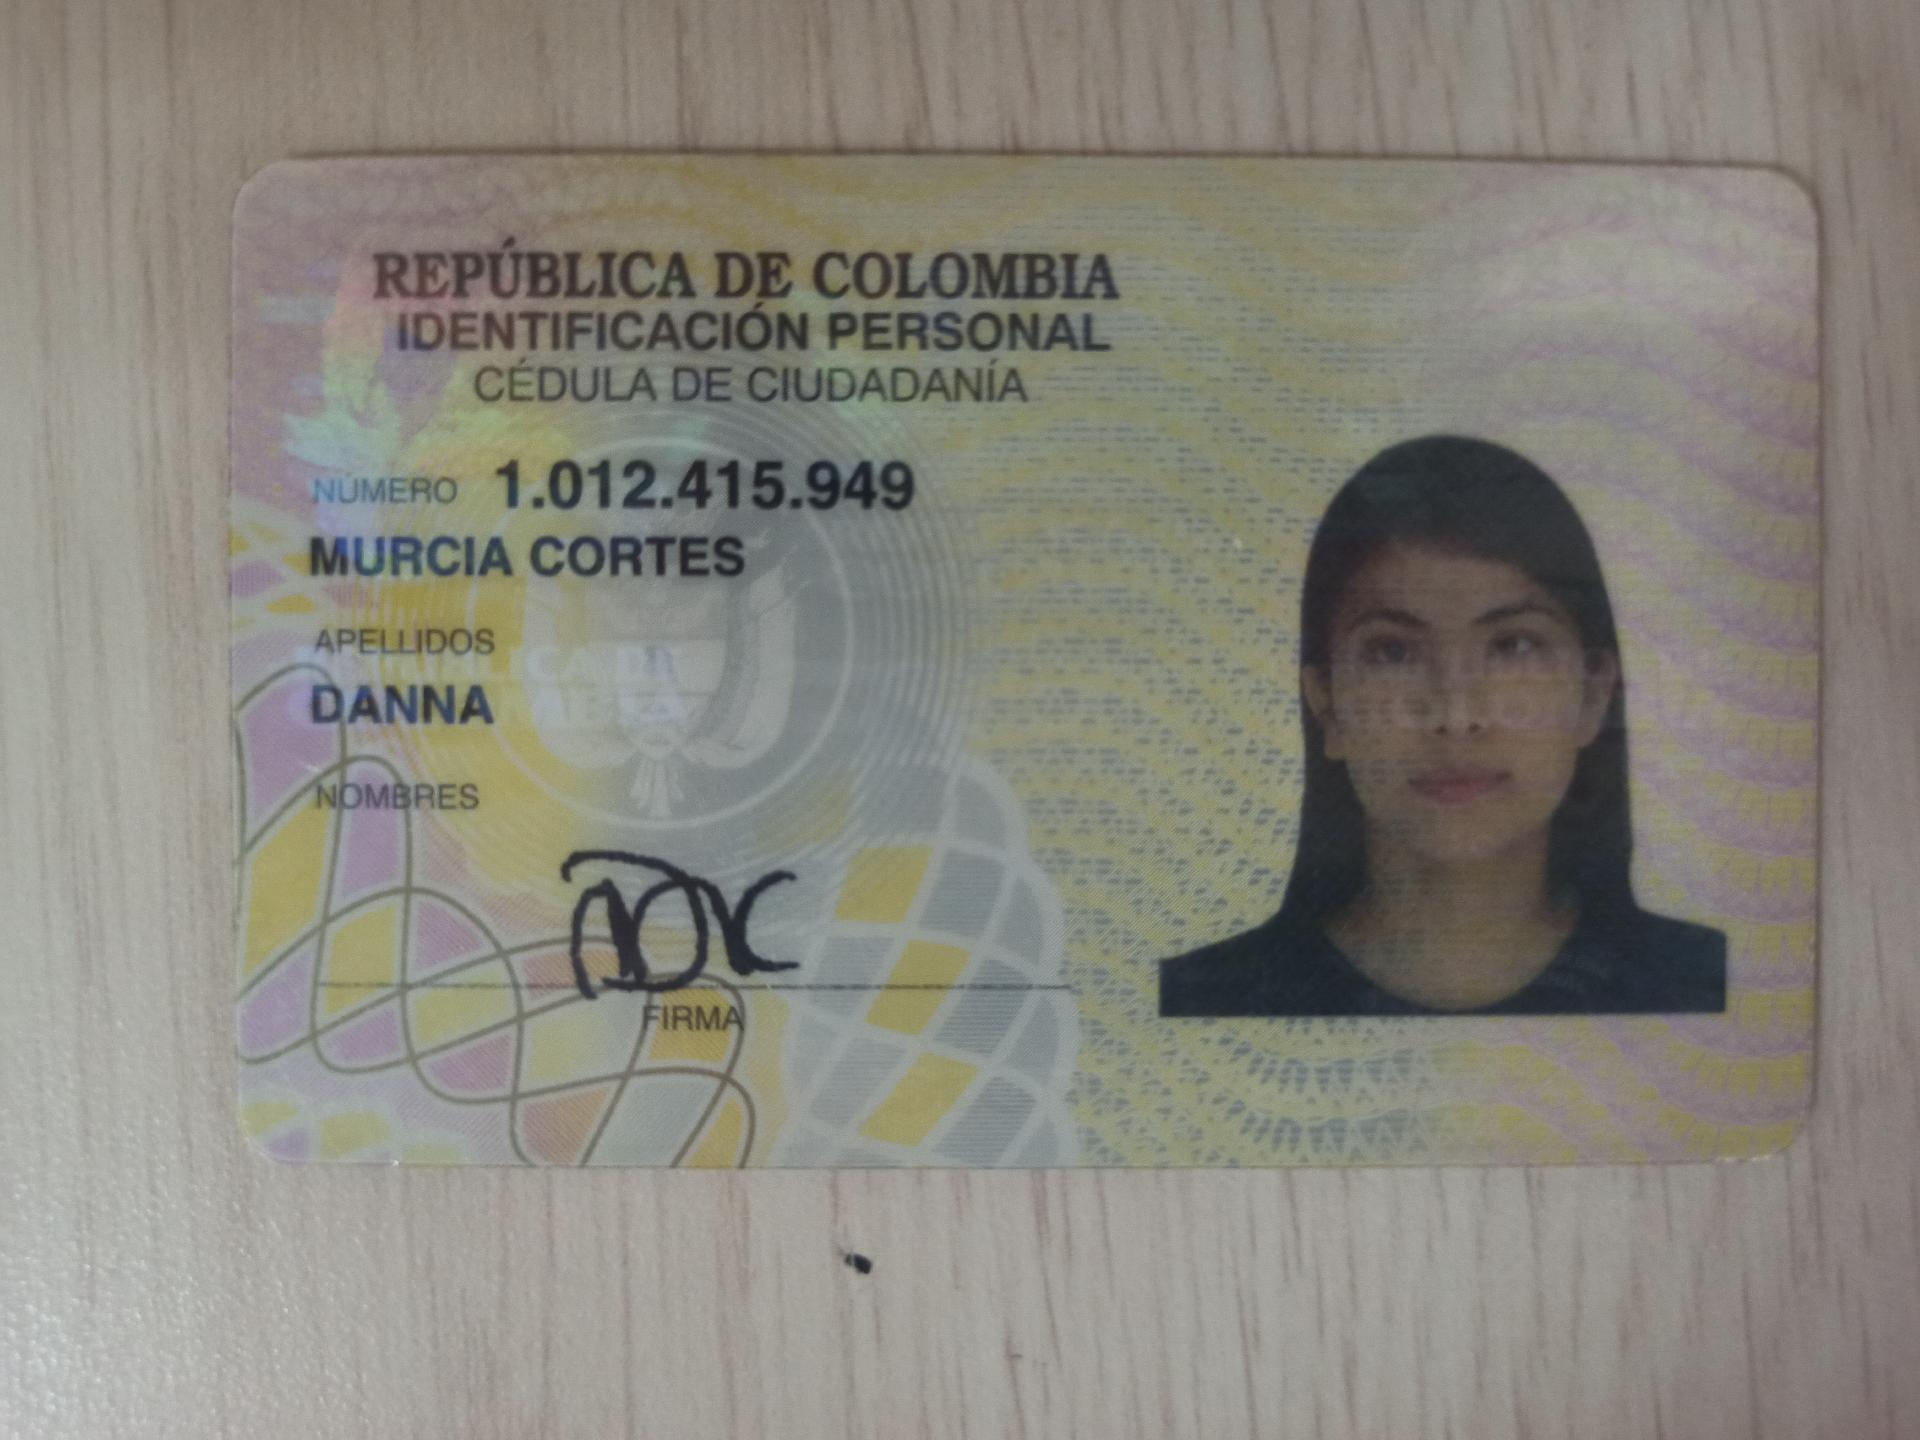 REPÚBLICA DE COLOMBIA
IDENTIFICACIÓN PERSONAL
CÉDULA DE CIUDADANÍA
NÚMERO 1.012.415.949
MURCIA CORTES
APELLIDOS
DANNA
NOMBRES
FIRMA